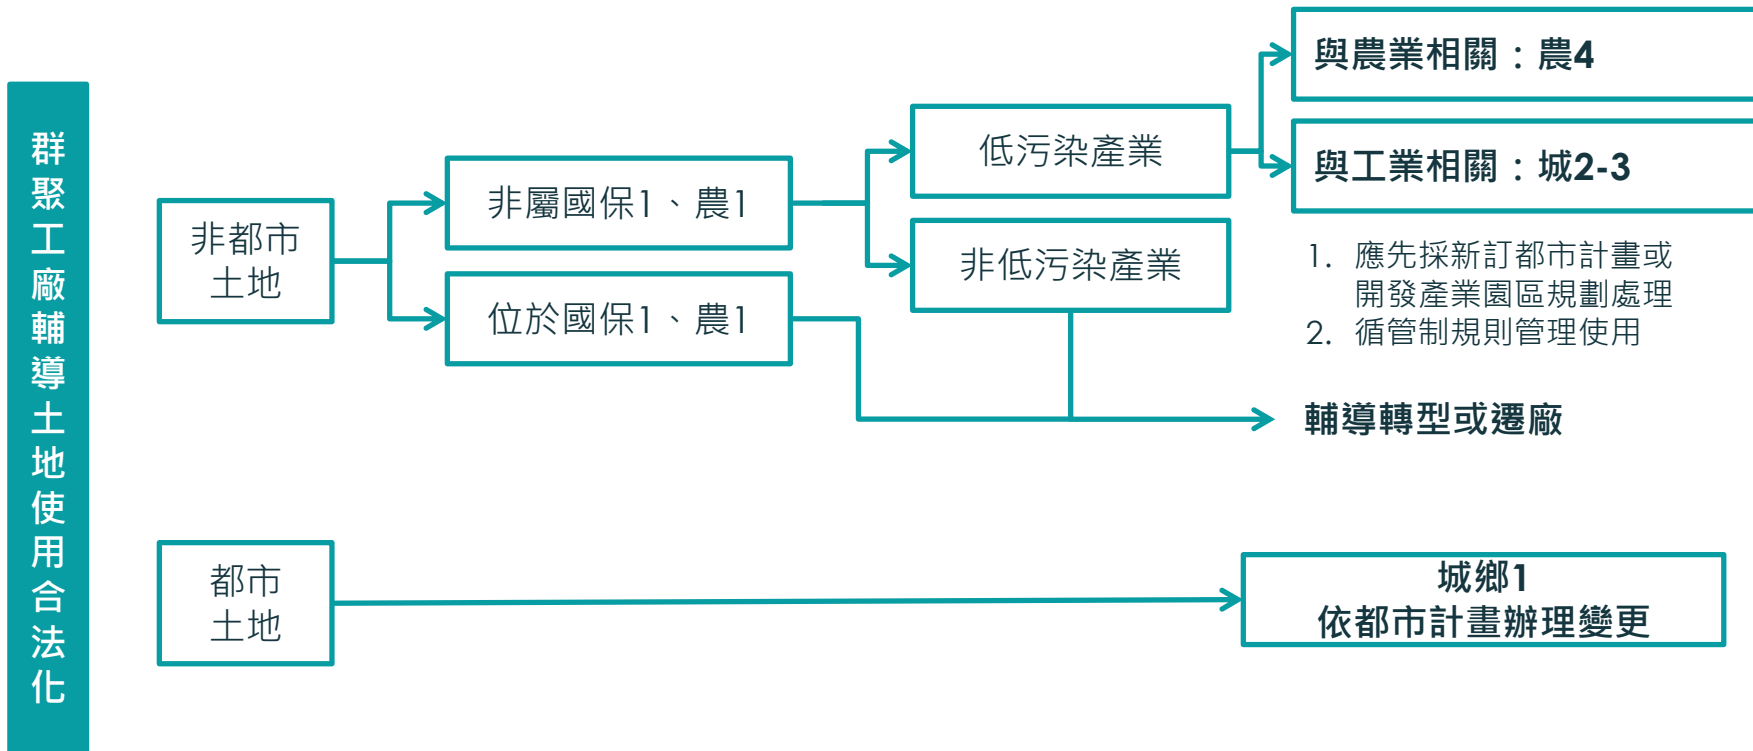 群聚工廠輔導土地使用合法化
非都市
土地
非屬國保1、農1
位於國保1、農1
低污染產業
非低污染產業
與農業相關：農4
與工業相關：城2-3
1. 應先採新訂都市計畫或
開發產業園區規劃處理
2. 循管制規則管理使用
輔導轉型或遷廠
都市
土地
城鄉1
依都市計畫辦理變更